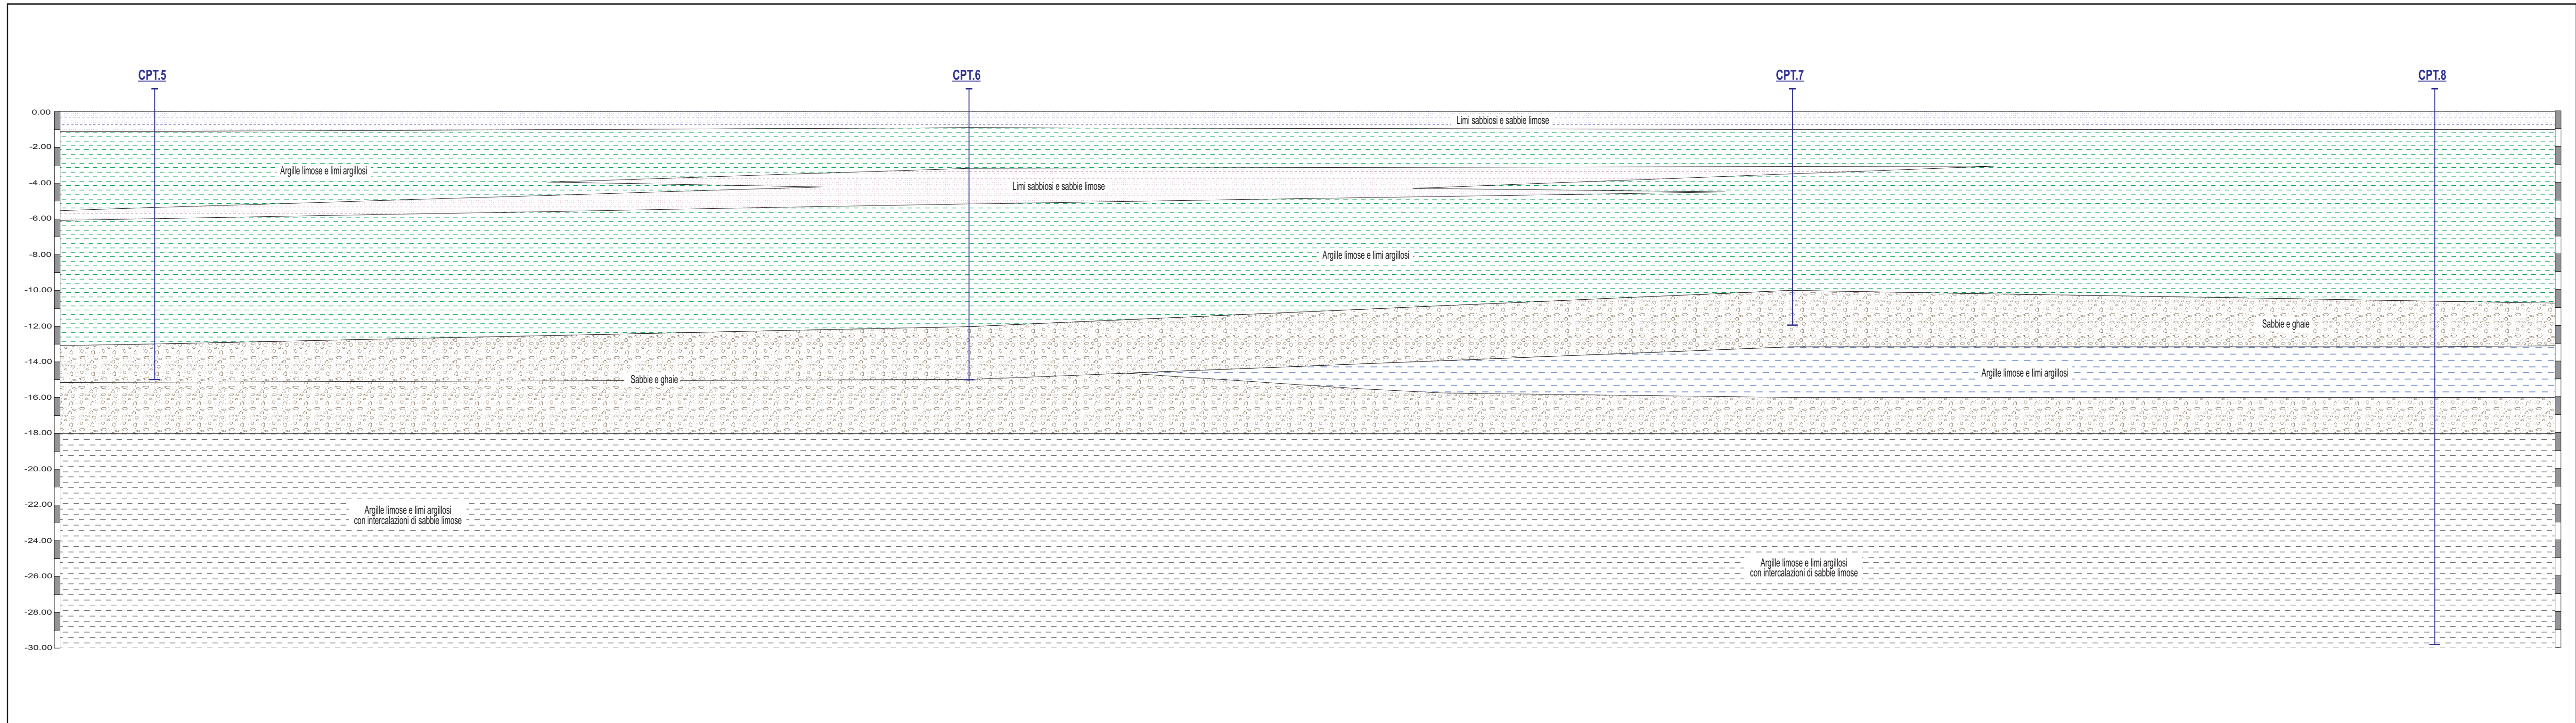 CPT.5
CPT.6
CPT.7
CPT.8
0.00
-2.00
-4.00
-6.00
-8.00
-10.00
-12.00
-14.00
-16.00
-18.00
-20.00
-22.00
-24.00
-26.00
-28.00
-30.00
Limi sabbiosi e sabbie limose
Argille limose e limi argillosi
Limi sabbiosi e sabbie limose
Argille limose e limi argillosi
Sabbie e ghaie
Argille limose e limi argillosi
Sabbie e ghaie
Argille limose e limi argillosi
con intercalazioni di sabbie limose
Argille limose e limi argillosi
con intercalazioni di sabbie limose